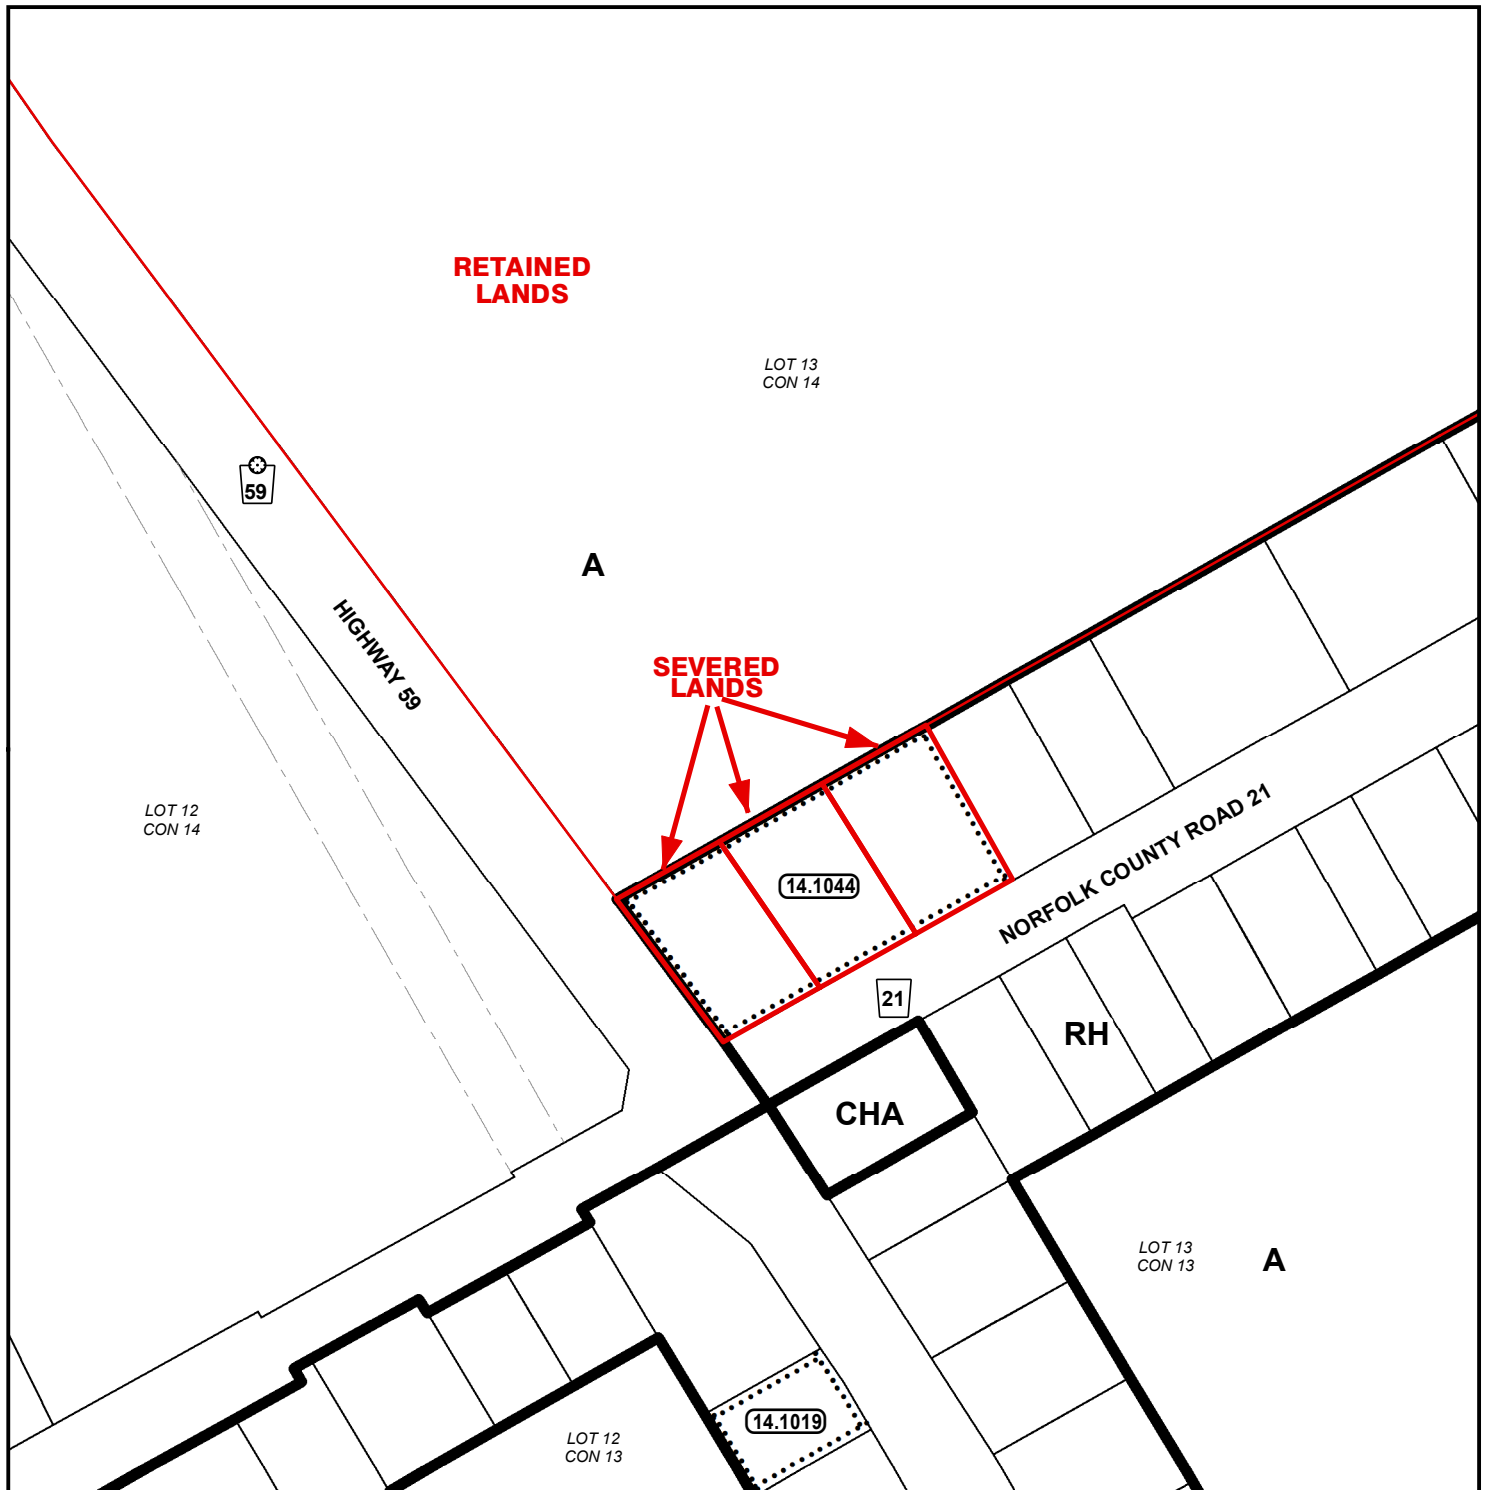 RETAINED
LANDS
LOT 13
CON 14
59
A
HIGHWAY 59
SEVERED
LANDS
LOT 12
CON 14
NORFOLK COUNTY ROAD 21
14.1044
21
RH
CHA
LOT 13
CON 13
A
14.1019
LOT 12
CON 13